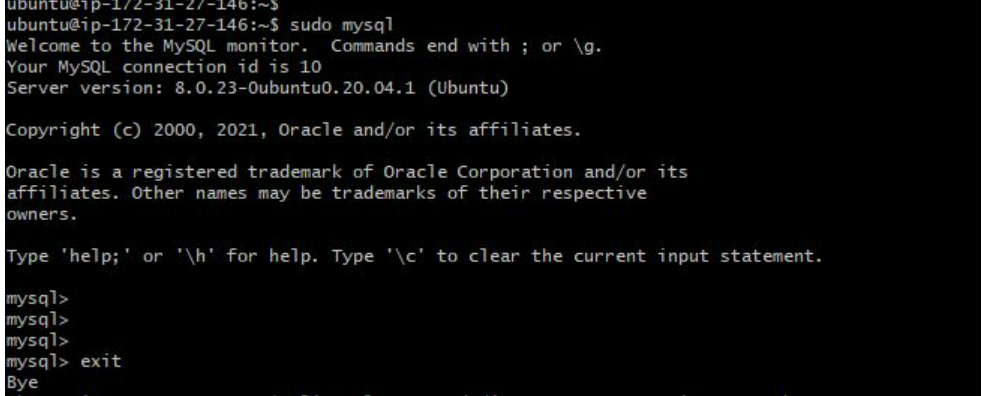 ubuntu@ip-172-31-27-146:~$
ubuntu@ip-172-31-27-146:~$ sudo mysql
Welcome to the MySQL monitor.  Commands end with ; or \g.
Your MySQL connection id is 10
Server version: 8.0.23-0ubuntu0.20.04.1 (Ubuntu)
Copyright (c) 2000, 2021, Oracle and/or its affiliates.
Oracle is a registered trademark of Oracle Corporation and/or its
affiliates. Other names may be trademarks of their respective
owners.
Type 'help;' or '\h' for help. Type '\c' to clear the current input statement.
mysql>
mysql>
mysql>
mysql> exit
Bye